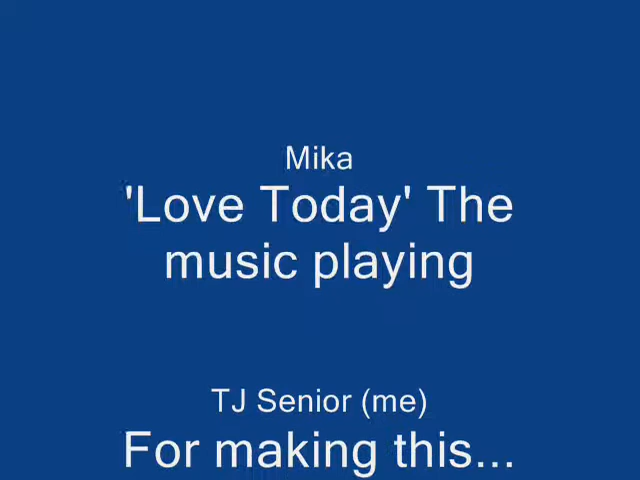 Mika
'Love Today' The
music playing
TJ Senior (me)
For making this...